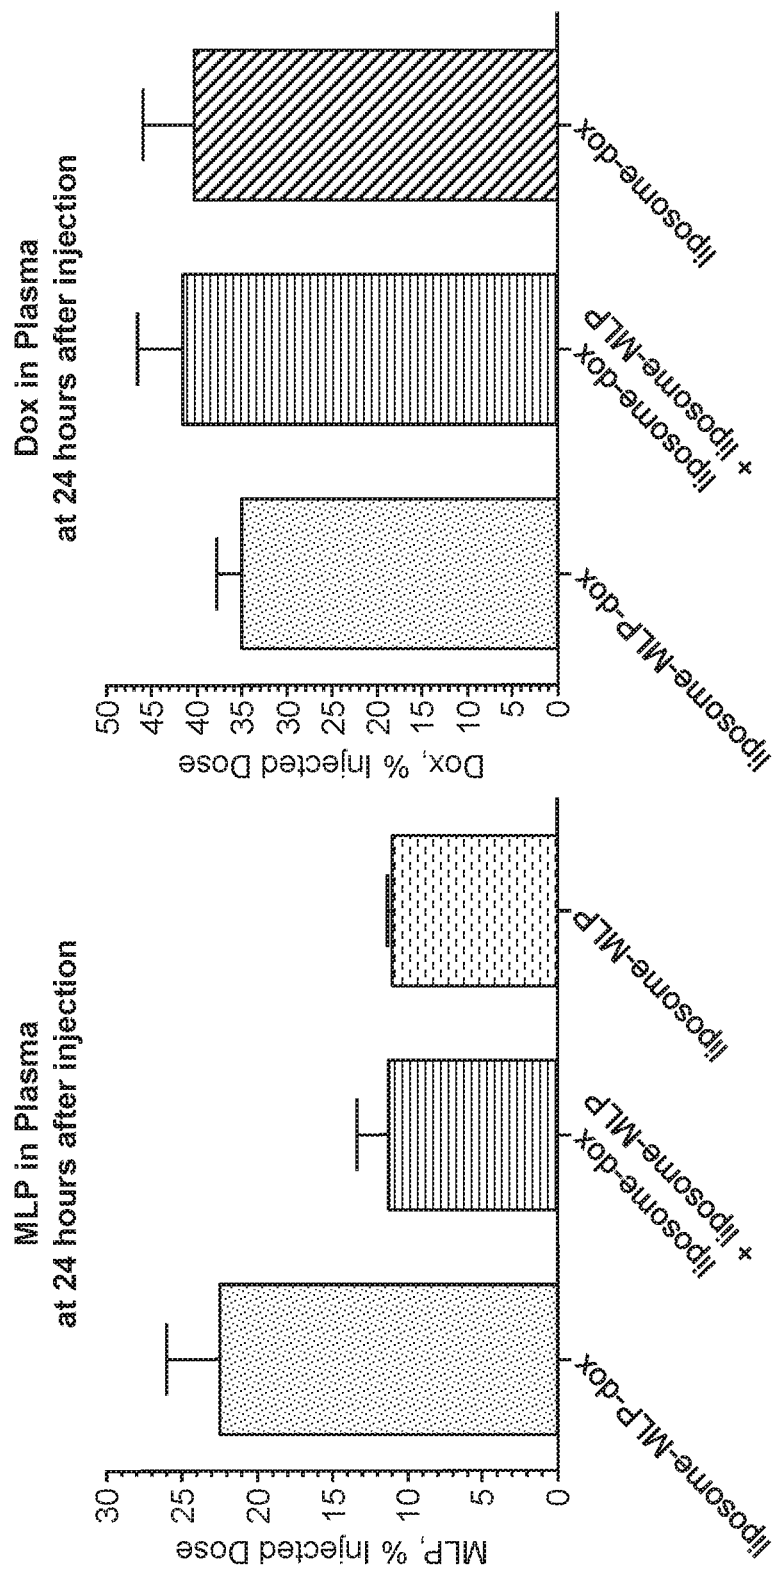 MLP in Plasma
at 24 hours after injection
MLP, % Injected Dose
30
25
20
15
10
5
0
liposome-MLP-dox
liposome-dox
+ liposome-MLP
liposome-MLP
Dox in Plasma
at 24 hours after injection
Dox, % Injected Dose
50
45
40
35
30
25
20
15
10
5
0
liposome-MLP-dox
liposome-dox
+ liposome-MLP
liposome-dox